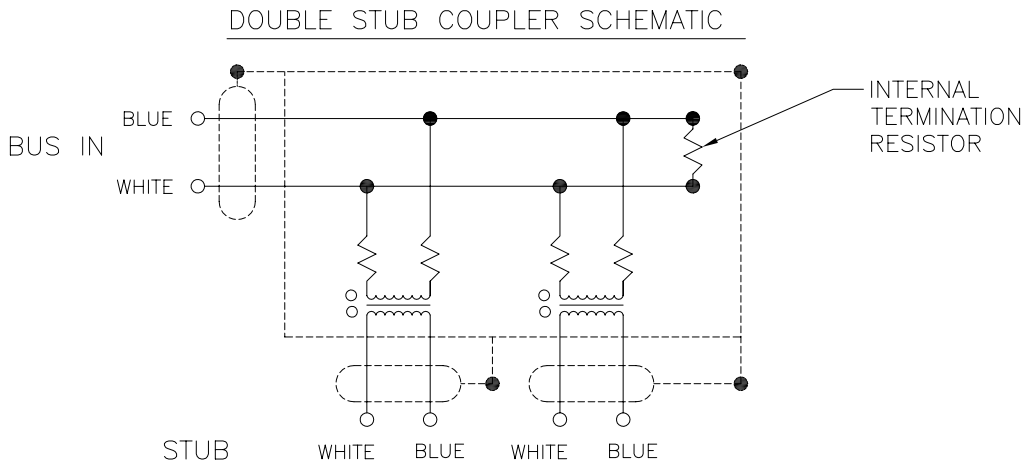 DOUBLE STUB COUPLER SCHEMATIC
BLUE
BUS IN
WHITE
INTERNAL
TERMINATION
RESISTOR
STUB
WHITE BLUE WHITE BLUE